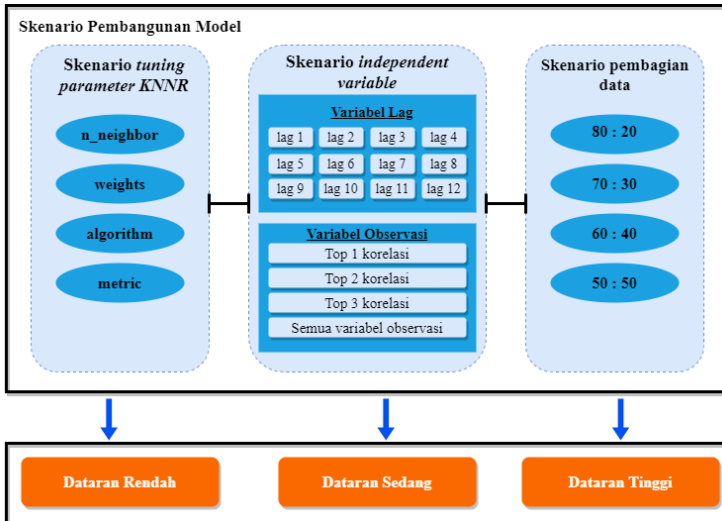 Skenario Pembangunan Model
Skenario tuning
parameter KNNR
n_neighbor
weights
algorithm
metric
Skenario independent
variable
Variabel Lag
lag 1 lag 2 lag 3 lag 4
lag 5 lag 6 lag 7 lag 8
lag 9 lag 10 lag 11 lag 12
Variabel Observasi
Top 1 korelasi
Top 2 korelasi
Top 3 korelasi
Semua variabel observasi
Skenario pembagian
data
80 : 20
70 : 30
60 : 40
50 : 50
Dataran Rendah
Dataran Sedang
Dataran Tinggi